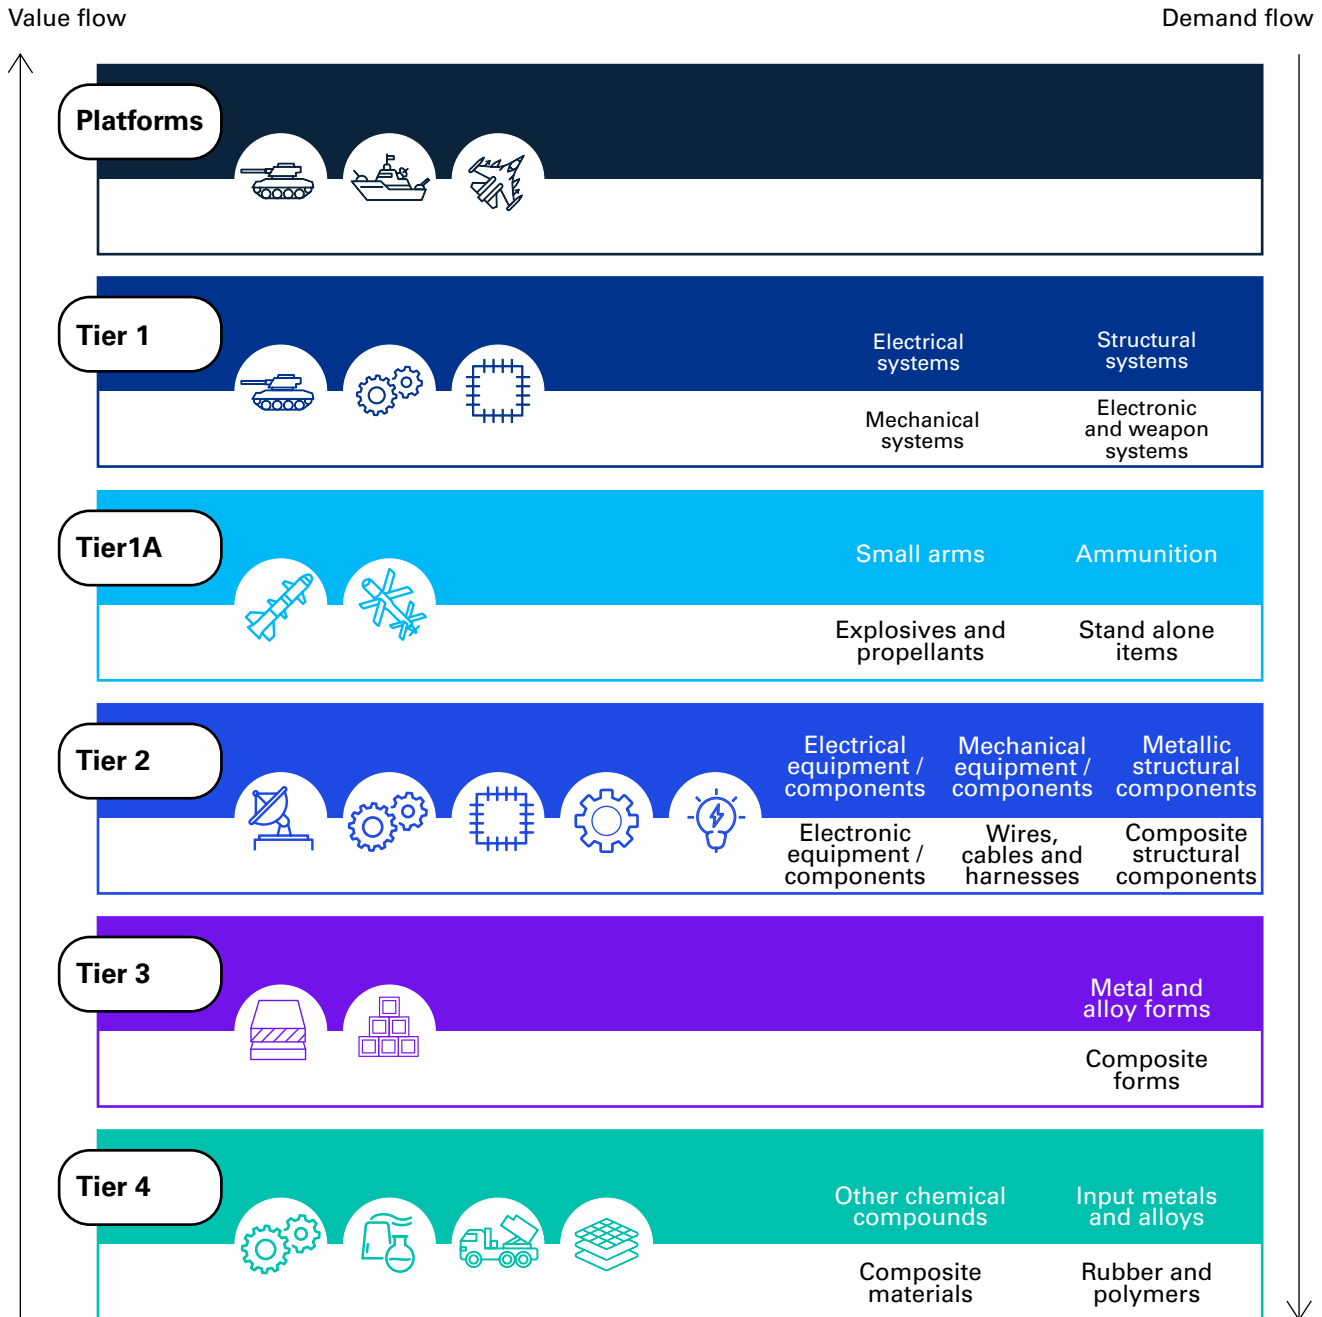 Value flow
Demand flow
Platforms
Tier 1
Electrical
systems
Structural
systems
Mechanical
systems
Electronic
and weapon
systems
Tier1A
Small arms
Ammunition
Explosives and
propellants
Stand alone
items
Tier 2
Electrical
equipment /
components
Mechanical
equipment /
components
Metallic
structural
components
Electronic
equipment /
components
Wires,
cables and
harnesses
Composite
structural
components
Tier 3
Metal and
alloy forms
Composite
forms
Tier 4
Other chemical
compounds
Input metals
and alloys
Composite
materials
Rubber and
polymers